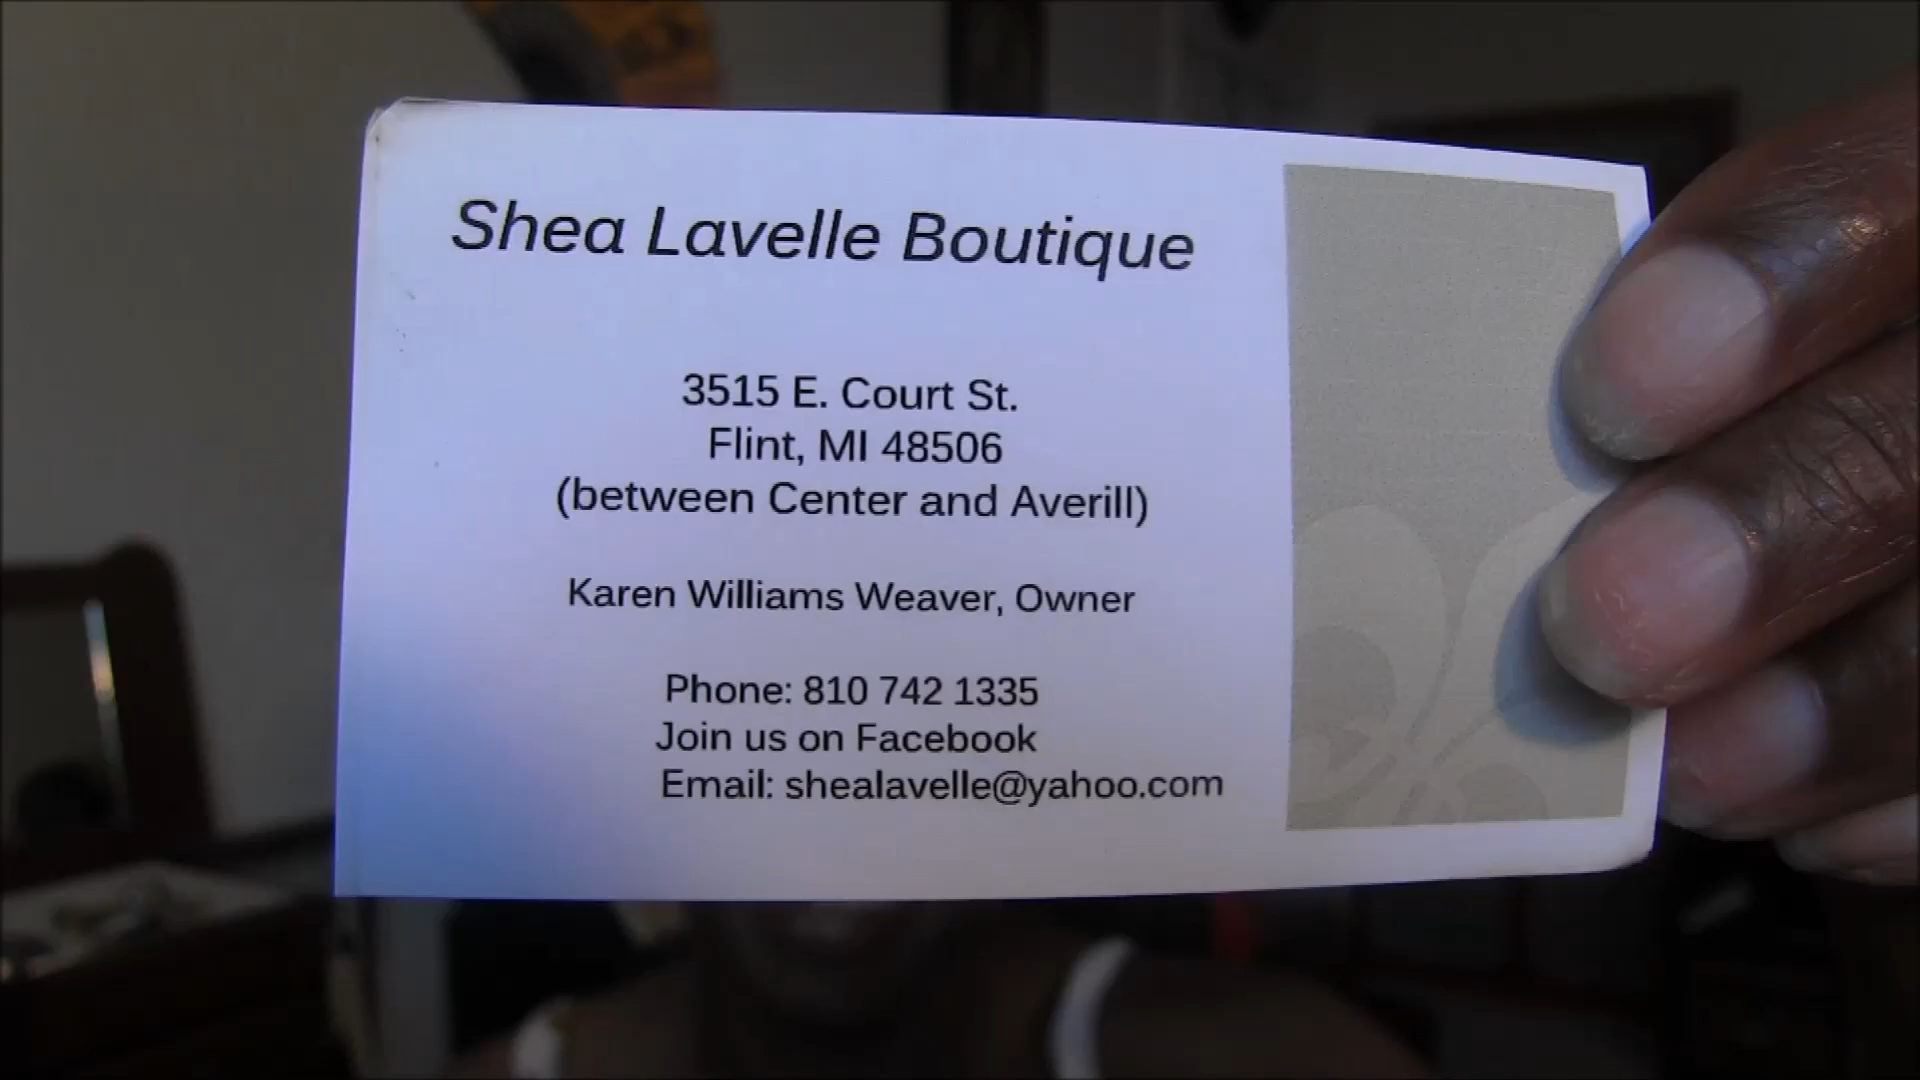 Shea Lavelle Boutique
3515 E. Court St.
Flint, MI 48506
(between Center and Averill)
Karen Williams Weaver, Owner
Phone: 810 742 1335
Join us on Facebook
Email: shealavelle@yahoo.com